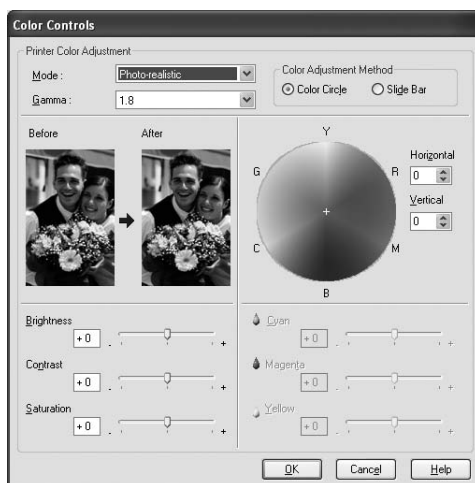 Color Controls
Printer Color Adjustment
Mode : Photo-realistic
Gamma : 1.8
Color Adjustment Method
Color Circle Slide Bar
Before After
Y
G R
C M
B
Horizontal
0
Vertical
0
Brightness
+ 0 - +
Contrast
+ 0 - +
Saturation
+ 0 - +
Cyan
+ 0 - +
Magenta
+ 0 - +
Yellow
+ 0 - +
OK Cancel Help